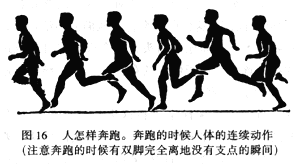 图 16　人怎样奔跑。奔跑的时候人体的连续动作
(注意奔跑的时候有双脚完全离地没有支点的瞬间)